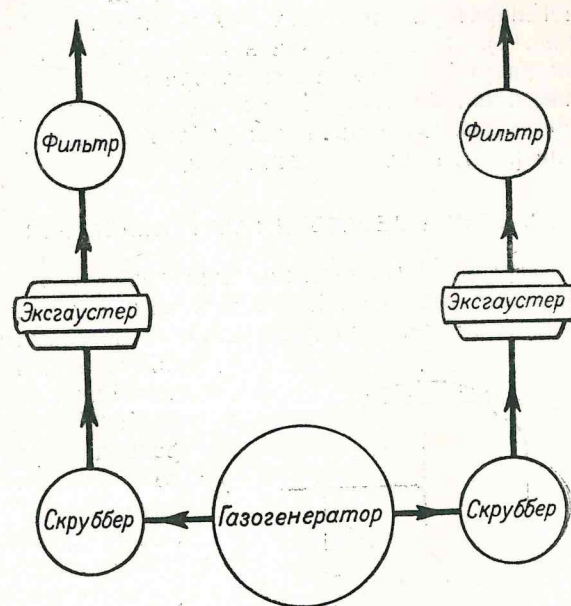 Фильтр
Фильтр
Эксгаустер
Эксгаустер
Скруббер
Газогенератор
Скруббер